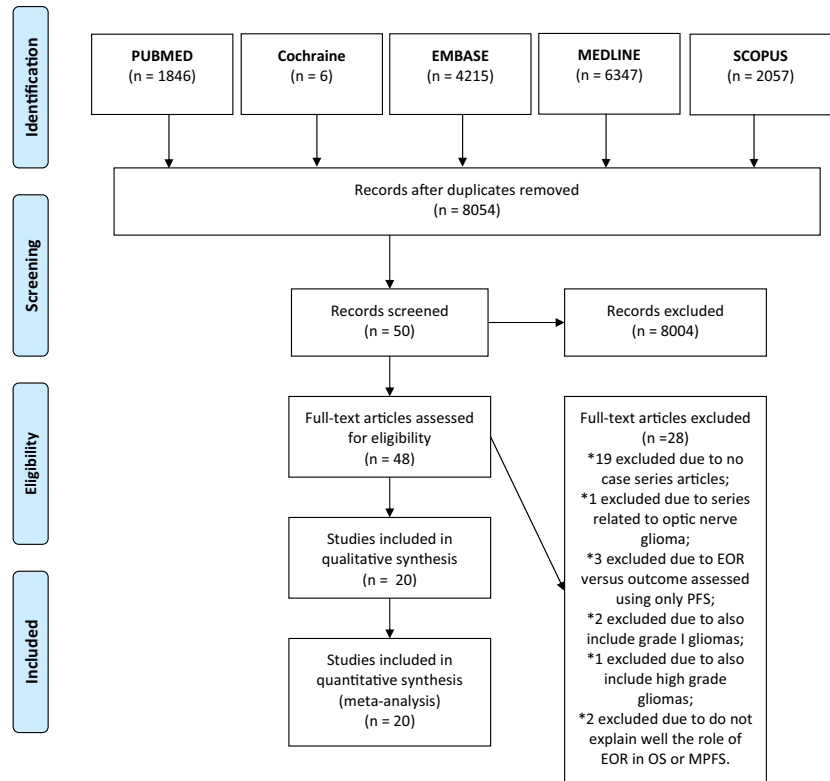 Identification
PUBMED
(n = 1846)
Cochraine
(n = 6)
EMBASE
(n = 4215)
MEDLINE
(n = 6347)
SCOPUS
(n = 2057)
Records after duplicates removed
(n = 8054)
Screening
Records screened
(n = 50)
Records excluded
(n = 8004)
Eligibility
Full-text articles assessed
for eligibility
(n = 48)
Full-text articles excluded
(n =28)
*19 excluded due to no
case series articles;
*1 excluded due to series
related to optic nerve
glioma;
*3 excluded due to EOR
versus outcome assessed
using only PFS;
*2 excluded due to also
include grade I gliomas;
*1 excluded due to also
include high grade
gliomas;
*2 excluded due to do not
explain well the role of
EOR in OS or MPFS.
Studies included in
qualitative synthesis
(n = 20)
Included
Studies included in
quantitative synthesis
(meta-analysis)
(n = 20)